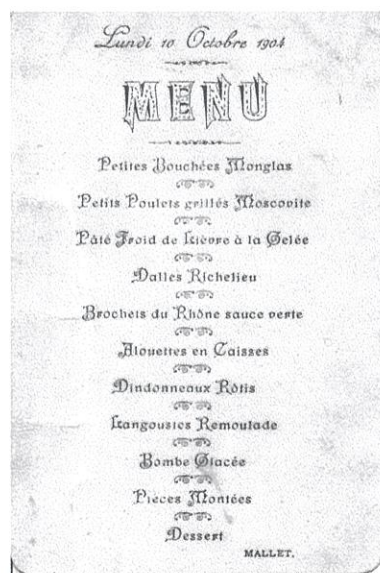 Lundi 10 Octobre 1904
MENU
Petites Bouchées Monglas
Petits Poulets grillés Moscovite
Pâté Froid de Lièvre à la Gelée
Dalles Richelieu
Brochets du Rhône sauce verte
Alouettes en Caisses
Dindonneaux Rôtis
Langoustes Remoulade
Bombe Glacée
Pièces Montées
Dessert
MALLET.